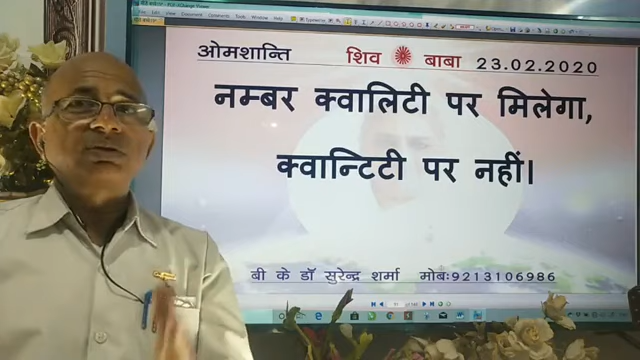 ओमशान्ति शिव बाबा 23.02.2020
नम्बर क्वालिटी पर मिलेगा,
क्वान्टिटी पर नहीं।
बी के डॉ सुरेन्द्र शर्मा मोबः9213106986